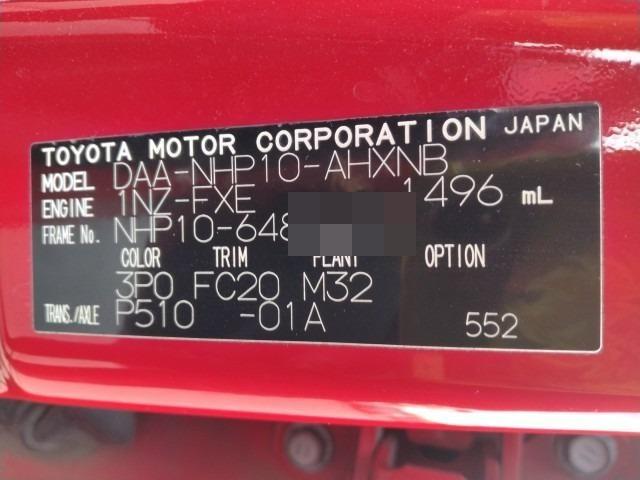 TOYOTA MOTOR CORPORATION JAPAN
MODEL DAA-NHP10-AHXNB
ENGINE 1NZ-FXE 1496 mL
FRAME No. NHP10-648
COLOR TRIM PLANT OPTION
3P0 FC20 M32
TRANS./AXLE P510 -01A 552